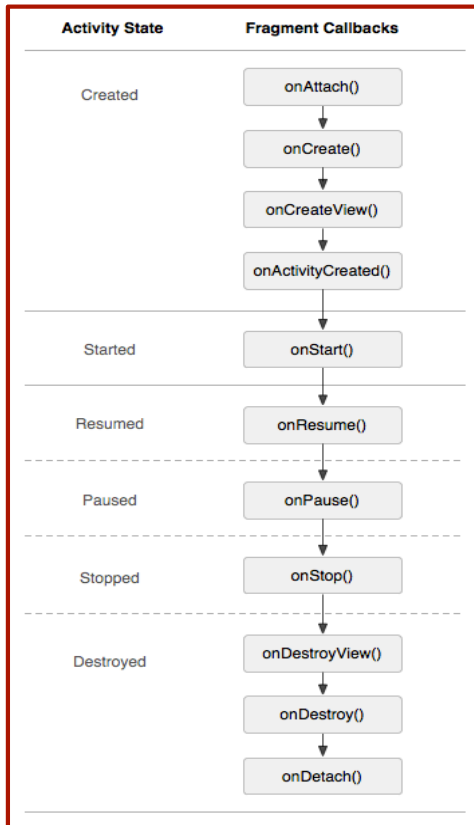 Activity State Fragment Callbacks
Created
onAttach()
onCreate()
onCreateView()
onActivityCreated()
Started onStart()
Resumed onResume()
Paused onPause()
Stopped onStop()
Destroyed
onDestroyView()
onDestroy()
onDetach()